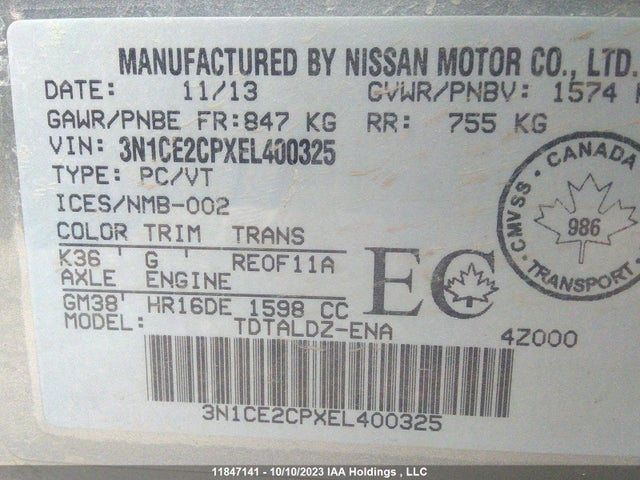 MANUFACTURED BY NISSAN MOTOR CO., LTD.
DATE: 11/13 GVWR/PNBV: 1574
GAWR/PNBE FR:847 KG RR: 755 KG
VIN: 3N1CE2CPXEL400325
TYPE: PC/VT
ICES/NMB-002
COLOR TRIM TRANS
K36 ' G ' RE0F11A
AXLE ENGINE
GM38' HR16DE 1598 CC
MODEL: TDTALDZ-ENA 4Z000
EC
CMVSS · CANADA
986
TRANSPORT ·
3N1CE2CPXEL400325
11847141 - 10/10/2023 IAA Holdings , LLC